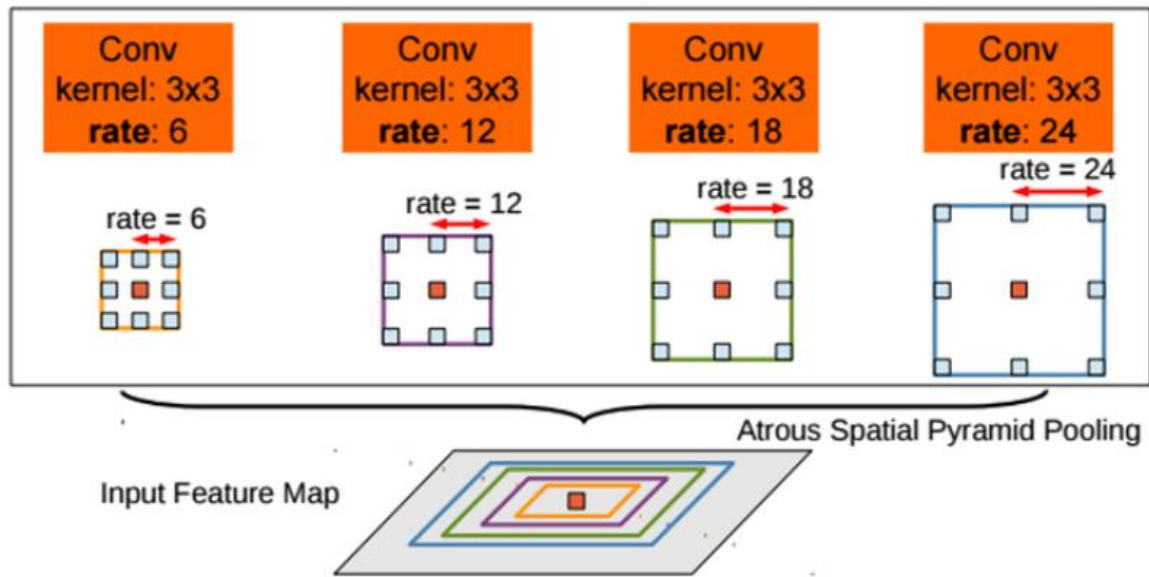 Conv
kernel: 3x3
rate: 6
Conv
kernel: 3x3
rate: 12
Conv
kernel: 3x3
rate: 18
Conv
kernel: 3x3
rate: 24
rate = 6
rate = 12
rate = 18
rate = 24
Atrous Spatial Pyramid Pooling
Input Feature Map